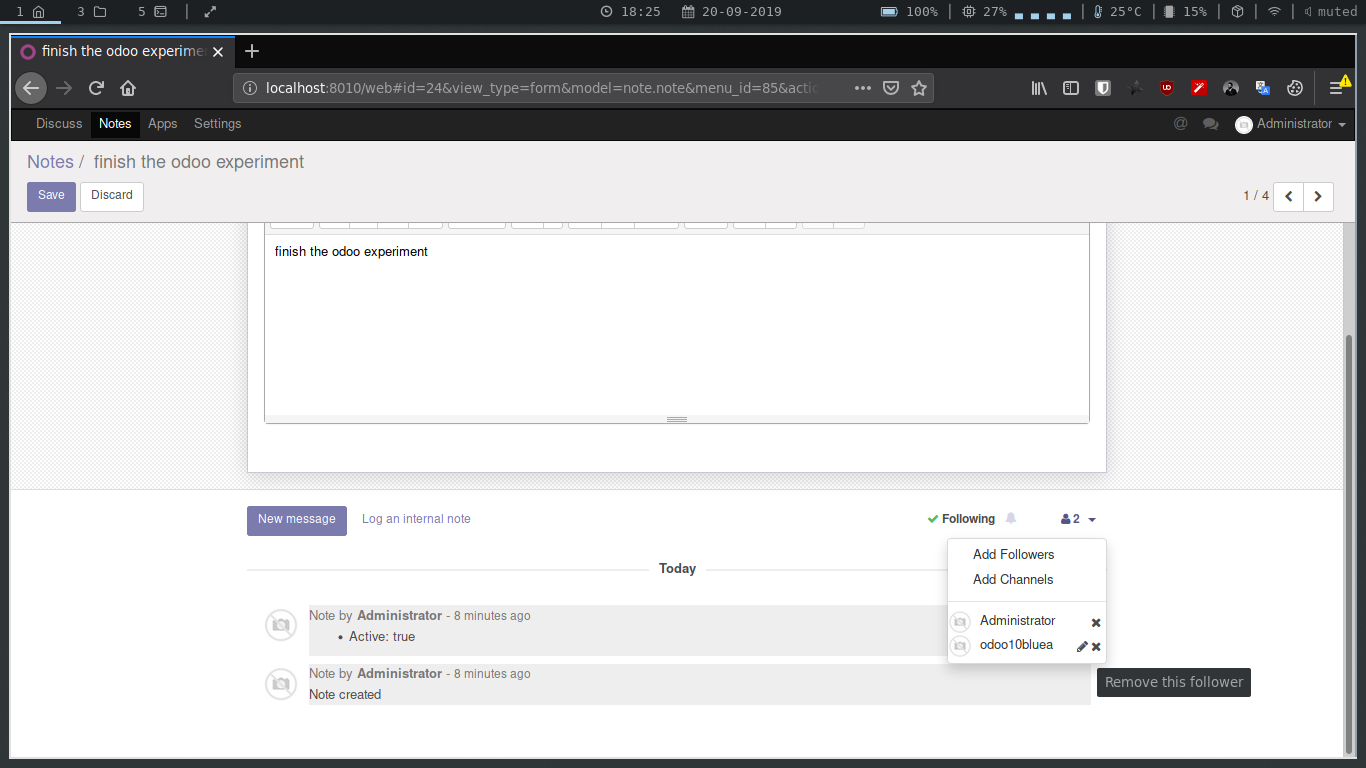 1 3 5 18:25 20-09-2019 100% 27% 25°C 15% muted
finish the odoo experime
localhost:8010/web#id=24&view_type=form&model=note.note&menu_id=85&actic
Discuss Notes Apps Settings @ Administrator
Notes / finish the odoo experiment
Save Discard 1 / 4
finish the odoo experiment
New message Log an internal note Following 2
Add Followers
Today
Add Channels
Note by Administrator - 8 minutes ago
Administrator
• Active: true
odoo10bluea
Note by Administrator - 8 minutes ago
Remove this follower
Note created